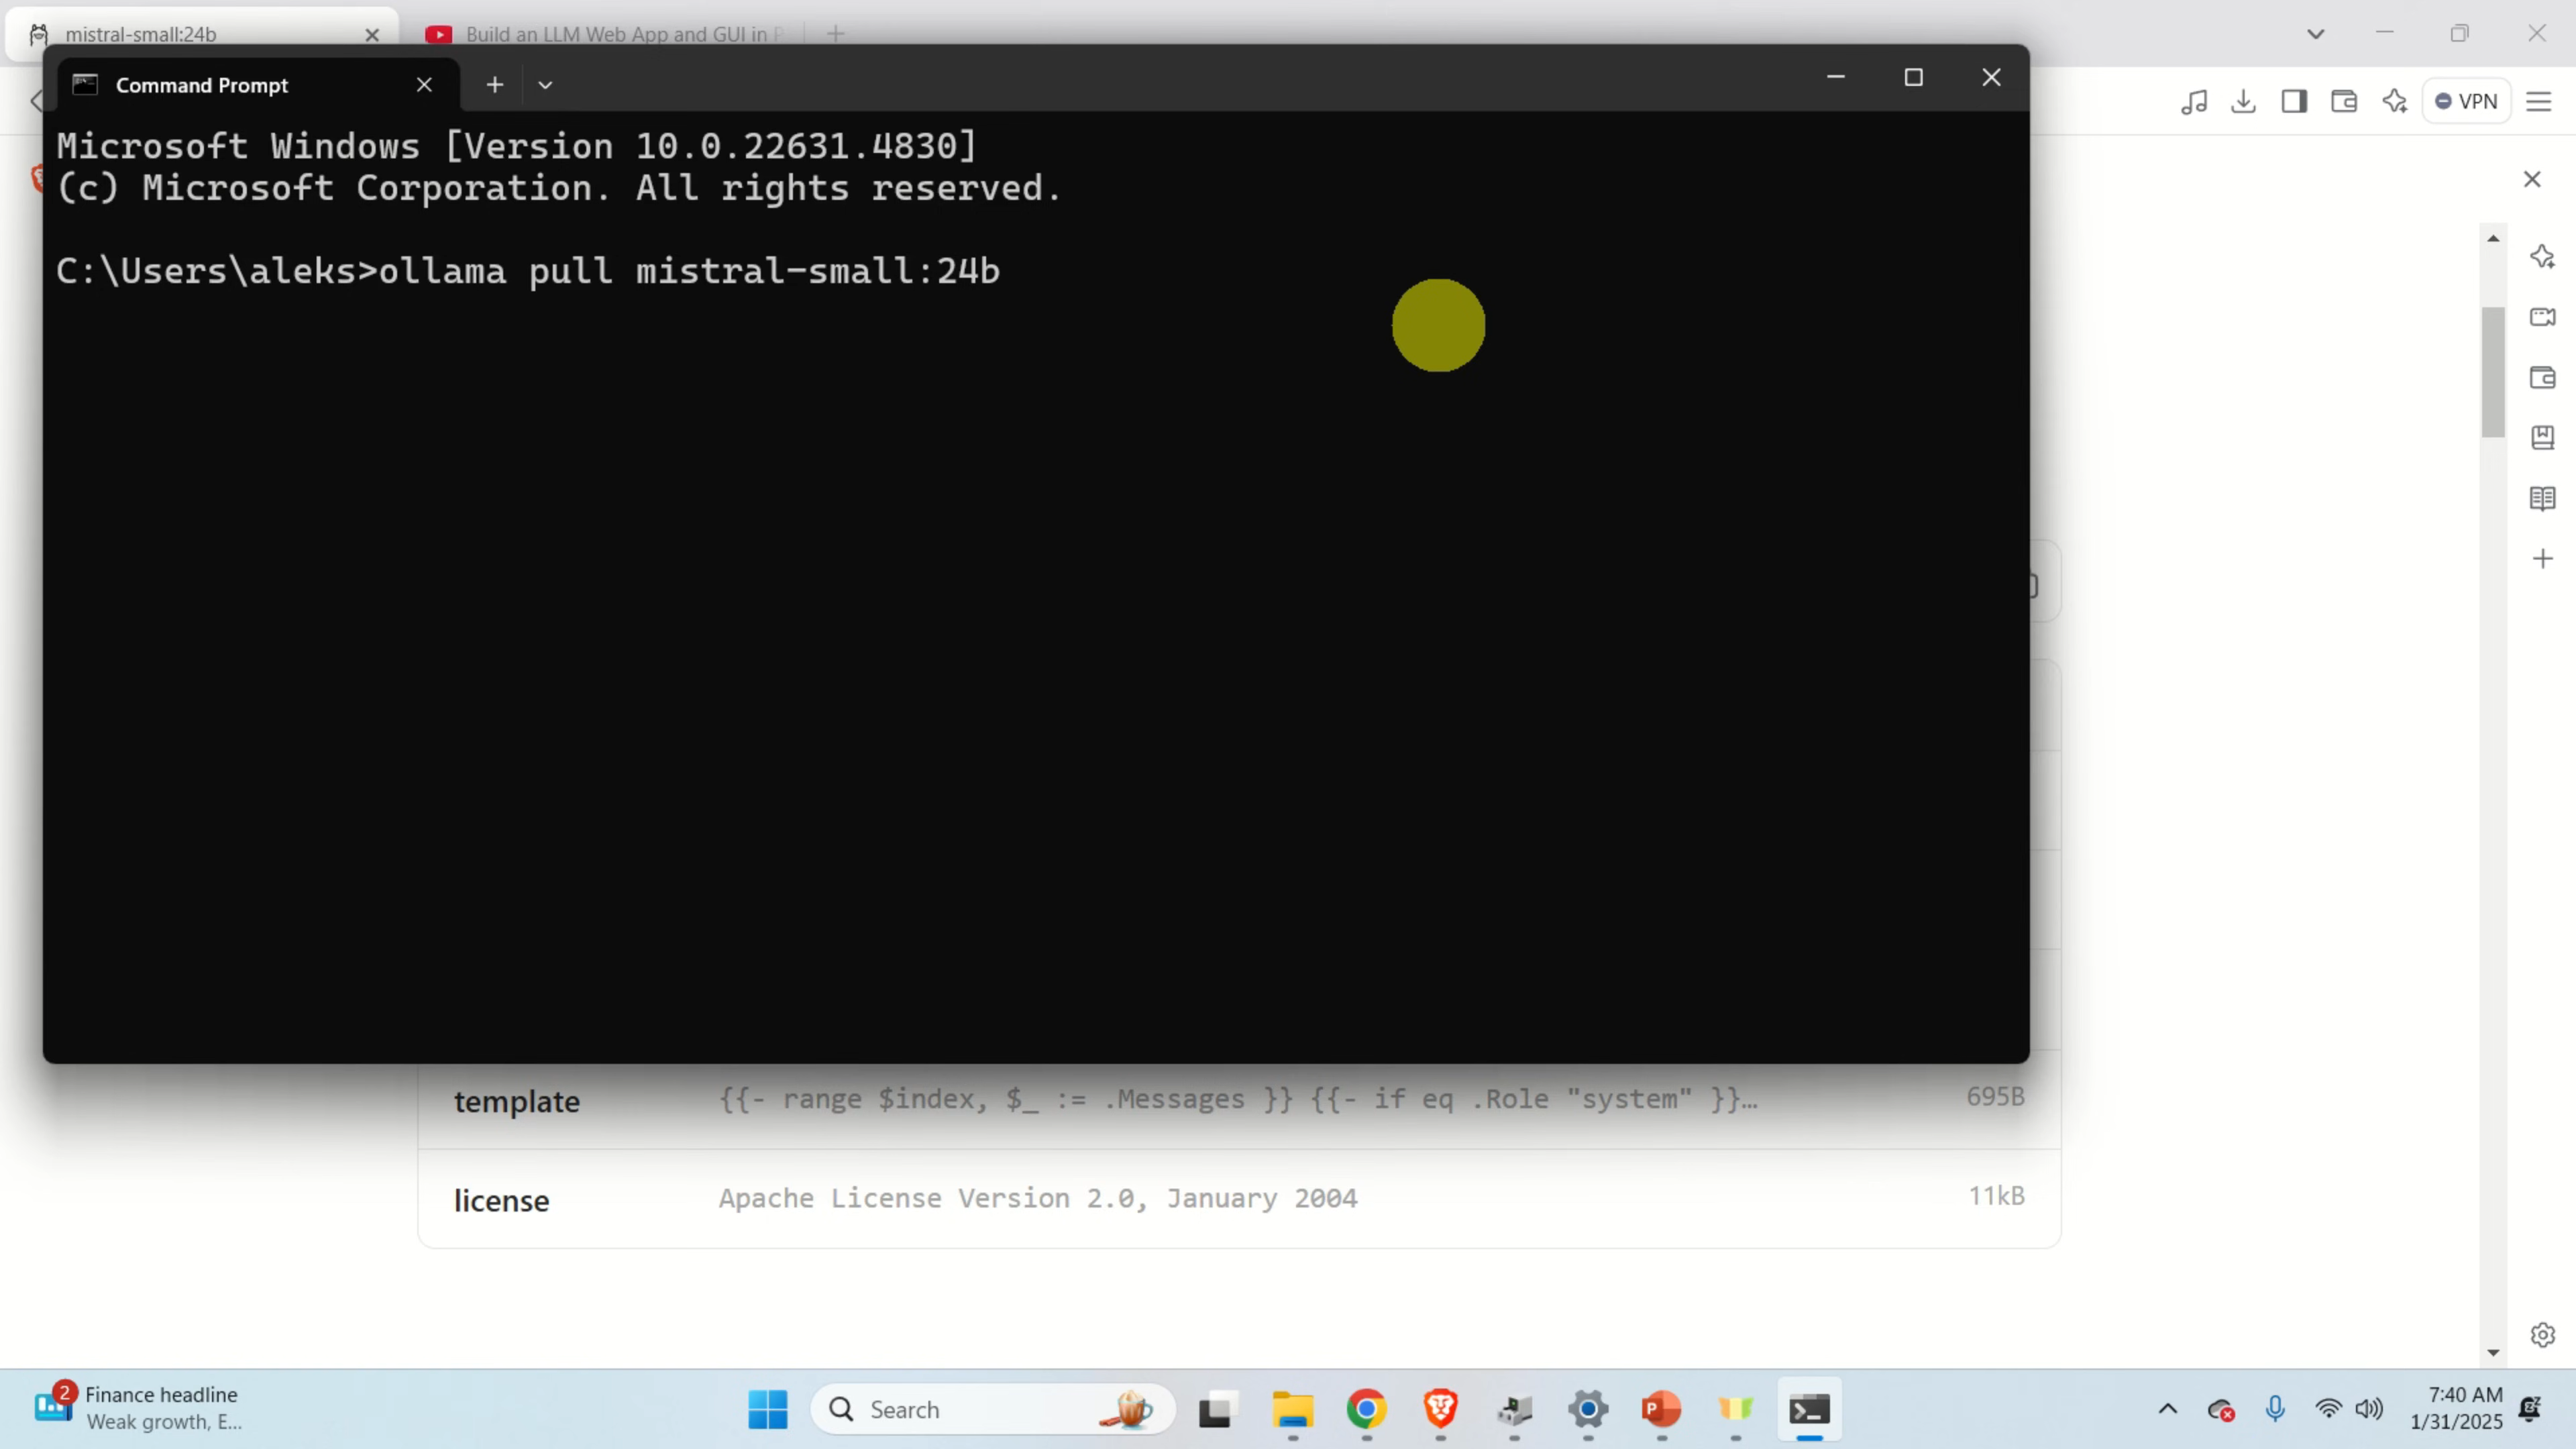 mistral-small:24b
Build an LLM Web App and GUI in P
Command Prompt
VPN
Microsoft Windows [Version 10.0.22631.4830]
(c) Microsoft Corporation. All rights reserved.
C:\Users\aleks>ollama pull mistral-small:24b
template {{- range $index, $_ := .Messages }} {{- if eq .Role "system" }}… 695B
license Apache License Version 2.0, January 2004 11kB
2
Finance headline
Weak growth, E...
Search
7:40 AM
1/31/2025